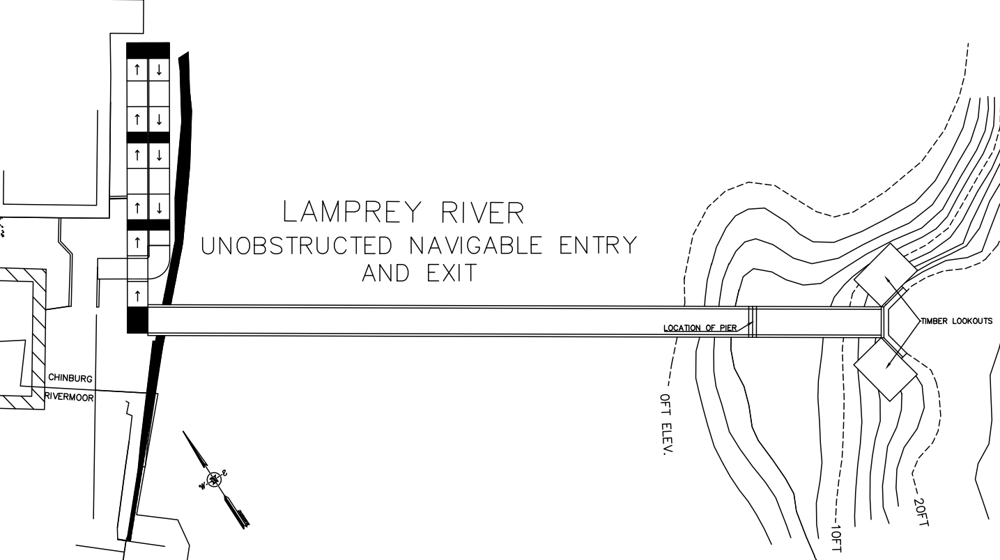 LAMPREY RIVER
UNOBSTRUCTED NAVIGABLE ENTRY
AND EXIT
LOCATION OF PIER
TIMBER LOOKOUTS
CHINBURG
RIVERMOOR
0FT ELEV.
W
N
E
10FT
20FT